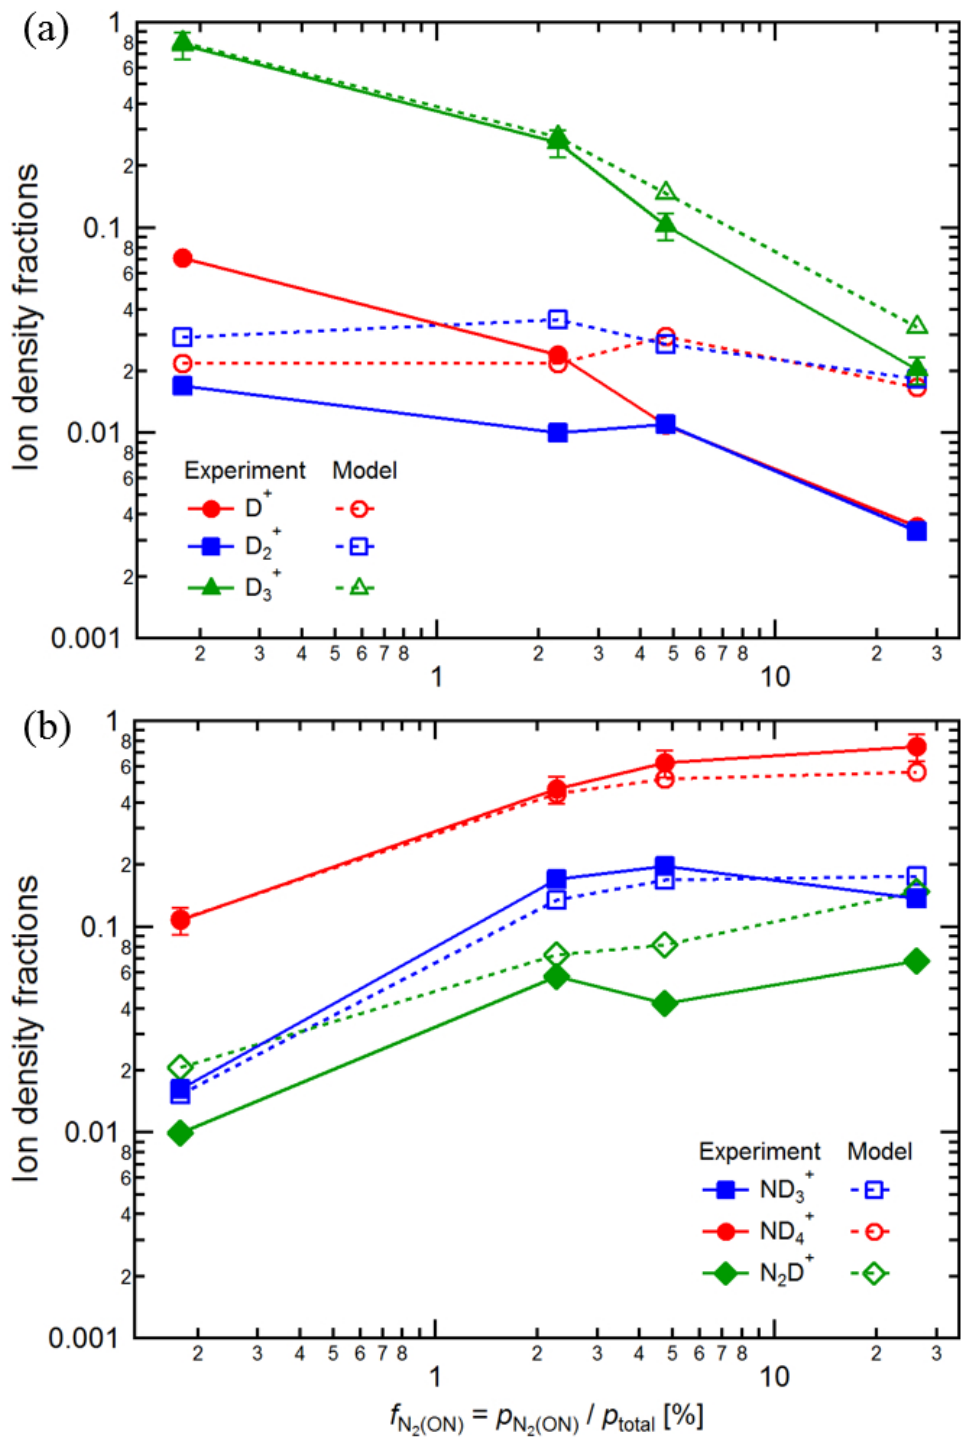 (a)
1
8
6
4
2
0.1
8
6
4
2
0.01
8
6
4
2
0.001
Ion density fractions
Experiment Model
D+
D2+
D3+
2 3 4 5 6 7 8 1 2 3 4 5 6 7 8 10 2 3
(b)
1
8
6
4
2
0.1
8
6
4
2
0.01
8
6
4
2
0.001
Ion density fractions
Experiment Model
ND3+
ND4+
N2D+
2 3 4 5 6 7 8 1 2 3 4 5 6 7 8 10 2 3
fN2(ON) = pN2(ON) / ptotal [%]